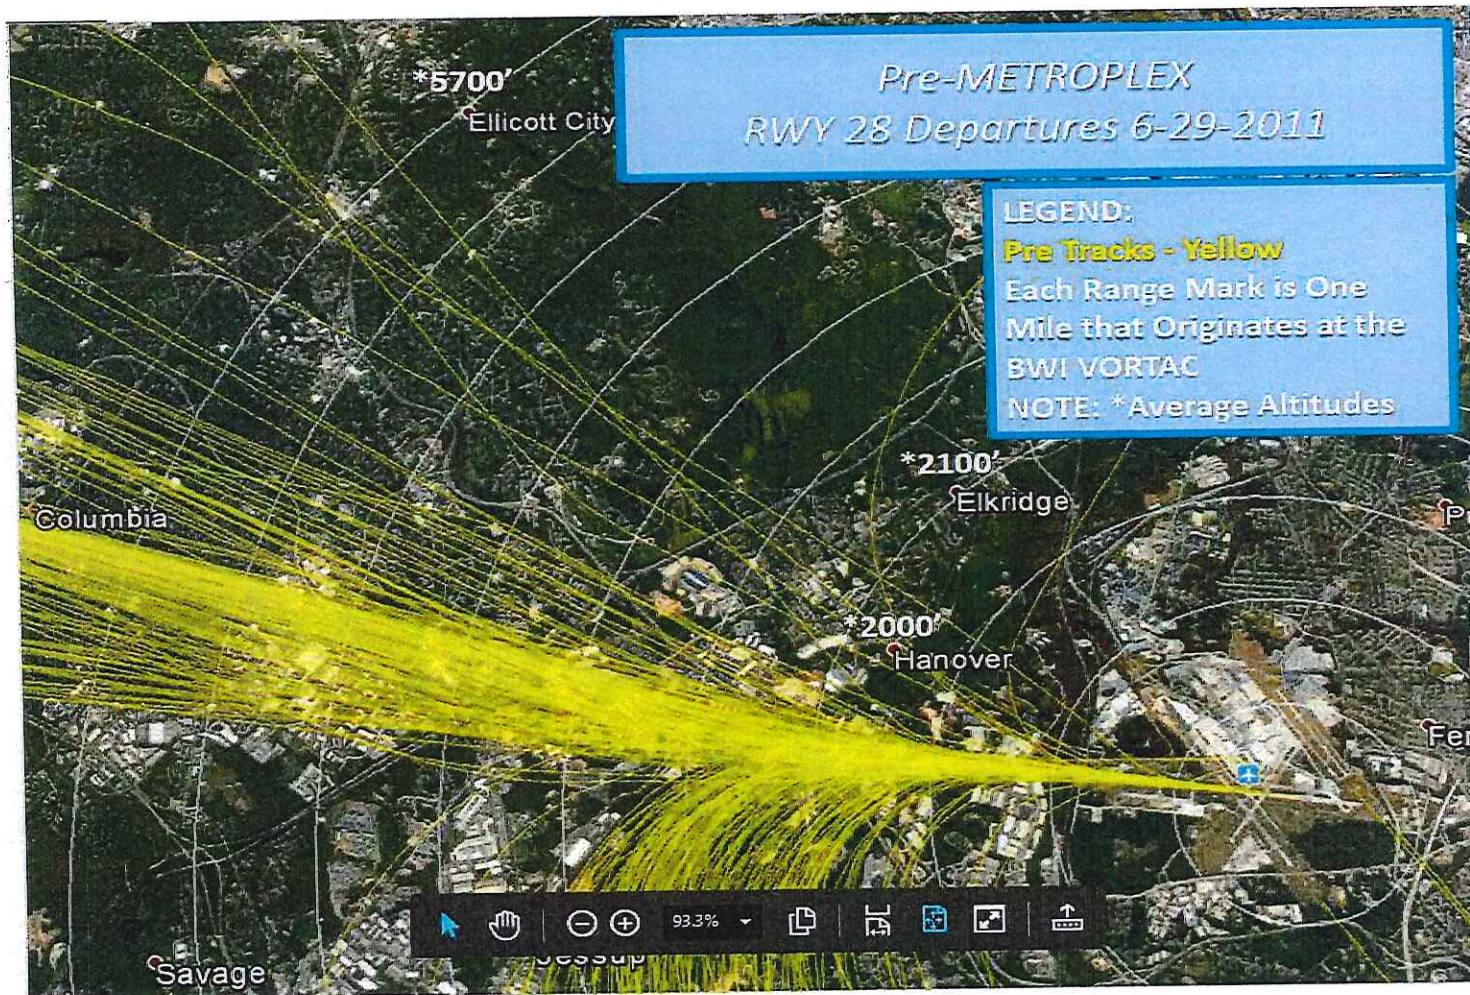 Pre-METROPLEX
RWY 28 Departures 6-29-2011
LEGEND:
Pre Tracks - Yellow
Each Range Mark is One
Mile that Originates at the
BWI VORTAC
NOTE: *Average Altitudes
*5700'
Ellicott City
*2100'
Elkridge
Columbia
*2000'
Hanover
Fer
93.3%
Jessup
Savage